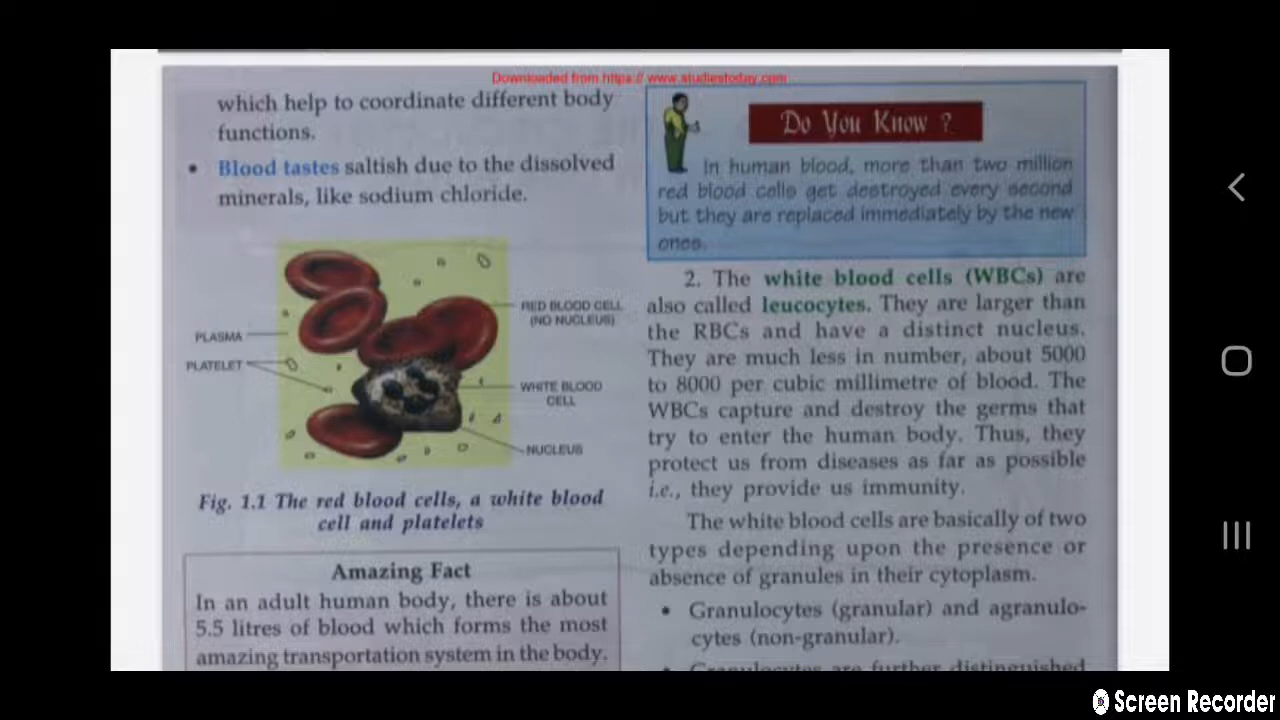 Downloaded from https:// www.studiestoday.com
which help to coordinate different body
functions.
• Blood tastes saltish due to the dissolved
minerals, like sodium chloride.
PLASMA
PLATELET
RED BLOOD CELL
(NO NUCLEUS)
WHITE BLOOD
CELL
NUCLEUS
Fig. 1.1 The red blood cells, a white blood
cell and platelets
Amazing Fact
In an adult human body, there is about
5.5 litres of blood which forms the most
amazing transportation system in the body.
Do You Know ?
In human blood, more than two million
red blood cells get destroyed every second
but they are replaced immediately by the new
ones.
2. The white blood cells (WBCs) are
also called leucocytes. They are larger than
the RBCs and have a distinct nucleus.
They are much less in number, about 5000
to 8000 per cubic millimetre of blood. The
WBCs capture and destroy the germs that
try to enter the human body. Thus, they
protect us from diseases as far as possible
i.e., they provide us immunity.
The white blood cells are basically of two
types depending upon the presence or
absence of granules in their cytoplasm.
• Granulocytes (granular) and agranulo-
cytes (non-granular).
• Granulocytes are further distinguished
Screen Recorder